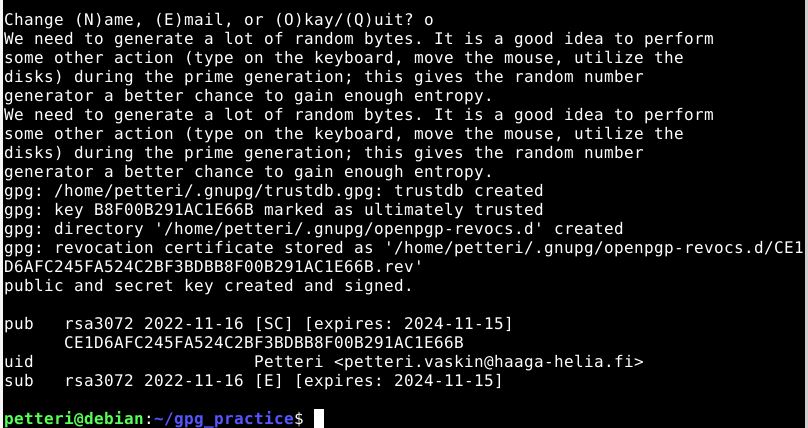 Change (N)ame, (E)mail, or (O)kay/(Q)uit? o
We need to generate a lot of random bytes. It is a good idea to perform
some other action (type on the keyboard, move the mouse, utilize the
disks) during the prime generation; this gives the random number
generator a better chance to gain enough entropy.
We need to generate a lot of random bytes. It is a good idea to perform
some other action (type on the keyboard, move the mouse, utilize the
disks) during the prime generation; this gives the random number
generator a better chance to gain enough entropy.
gpg: /home/petteri/.gnupg/trustdb.gpg: trustdb created
gpg: key B8F00B291AC1E66B marked as ultimately trusted
gpg: directory '/home/petteri/.gnupg/openpgp-revocs.d' created
gpg: revocation certificate stored as '/home/petteri/.gnupg/openpgp-revocs.d/CE1
D6AFC245FA524C2BF3BDBB8F00B291AC1E66B.rev'
public and secret key created and signed.

pub   rsa3072 2022-11-16 [SC] [expires: 2024-11-15]
      CE1D6AFC245FA524C2BF3BDBB8F00B291AC1E66B
uid                      Petteri <petteri.vaskin@haaga-helia.fi>
sub   rsa3072 2022-11-16 [E] [expires: 2024-11-15]

petteri@debian:~/gpg_practice$